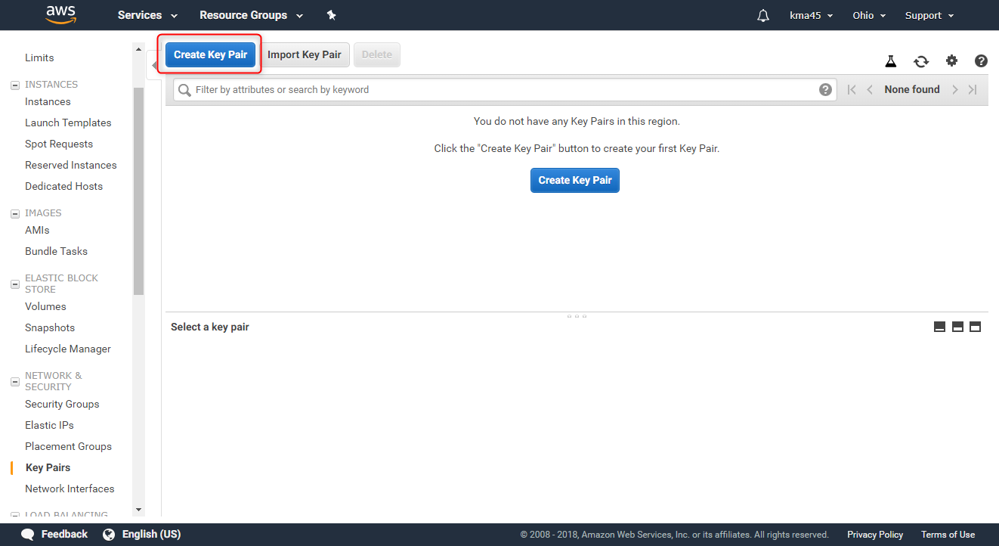 aws Services Resource Groups kma45 Ohio Support
Limits
INSTANCES
Instances
Launch Templates
Spot Requests
Reserved Instances
Dedicated Hosts
IMAGES
AMIs
Bundle Tasks
ELASTIC BLOCK
STORE
Volumes
Snapshots
Lifecycle Manager
NETWORK &
SECURITY
Security Groups
Elastic IPs
Placement Groups
Key Pairs
Network Interfaces
LOAD BALANCING
Create Key Pair Import Key Pair Delete
Filter by attributes or search by keyword None found
You do not have any Key Pairs in this region.
Click the "Create Key Pair" button to create your first Key Pair.
Create Key Pair
Select a key pair
Feedback English (US) © 2008 - 2018, Amazon Web Services, Inc. or its affiliates. All rights reserved. Privacy Policy Terms of Use